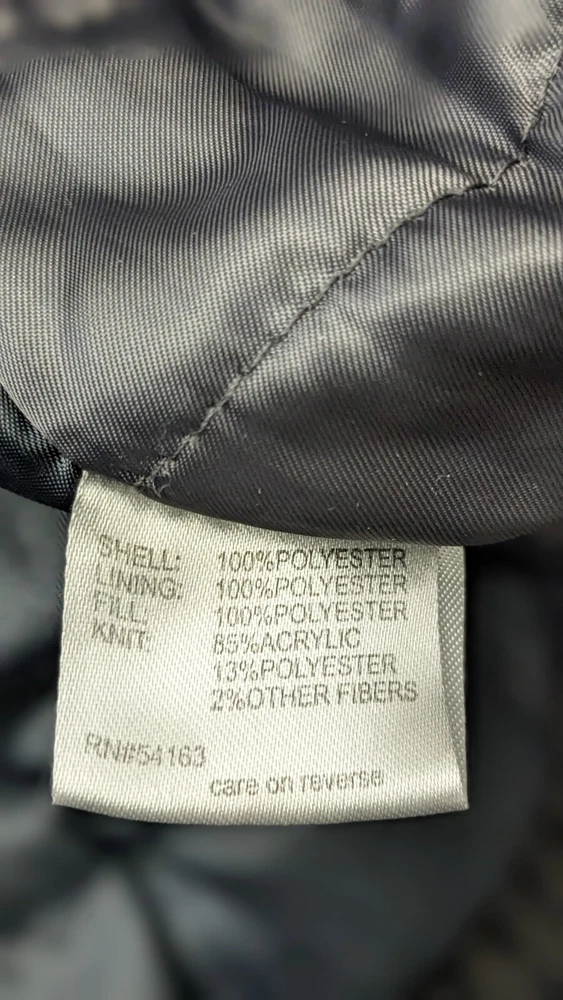 SHELL: 100%POLYESTER
LINING: 100%POLYESTER
FILL: 100%POLYESTER
KNIT: 85%ACRYLIC
13%POLYESTER
2%OTHER FIBERS
RN#54163
care on reverse